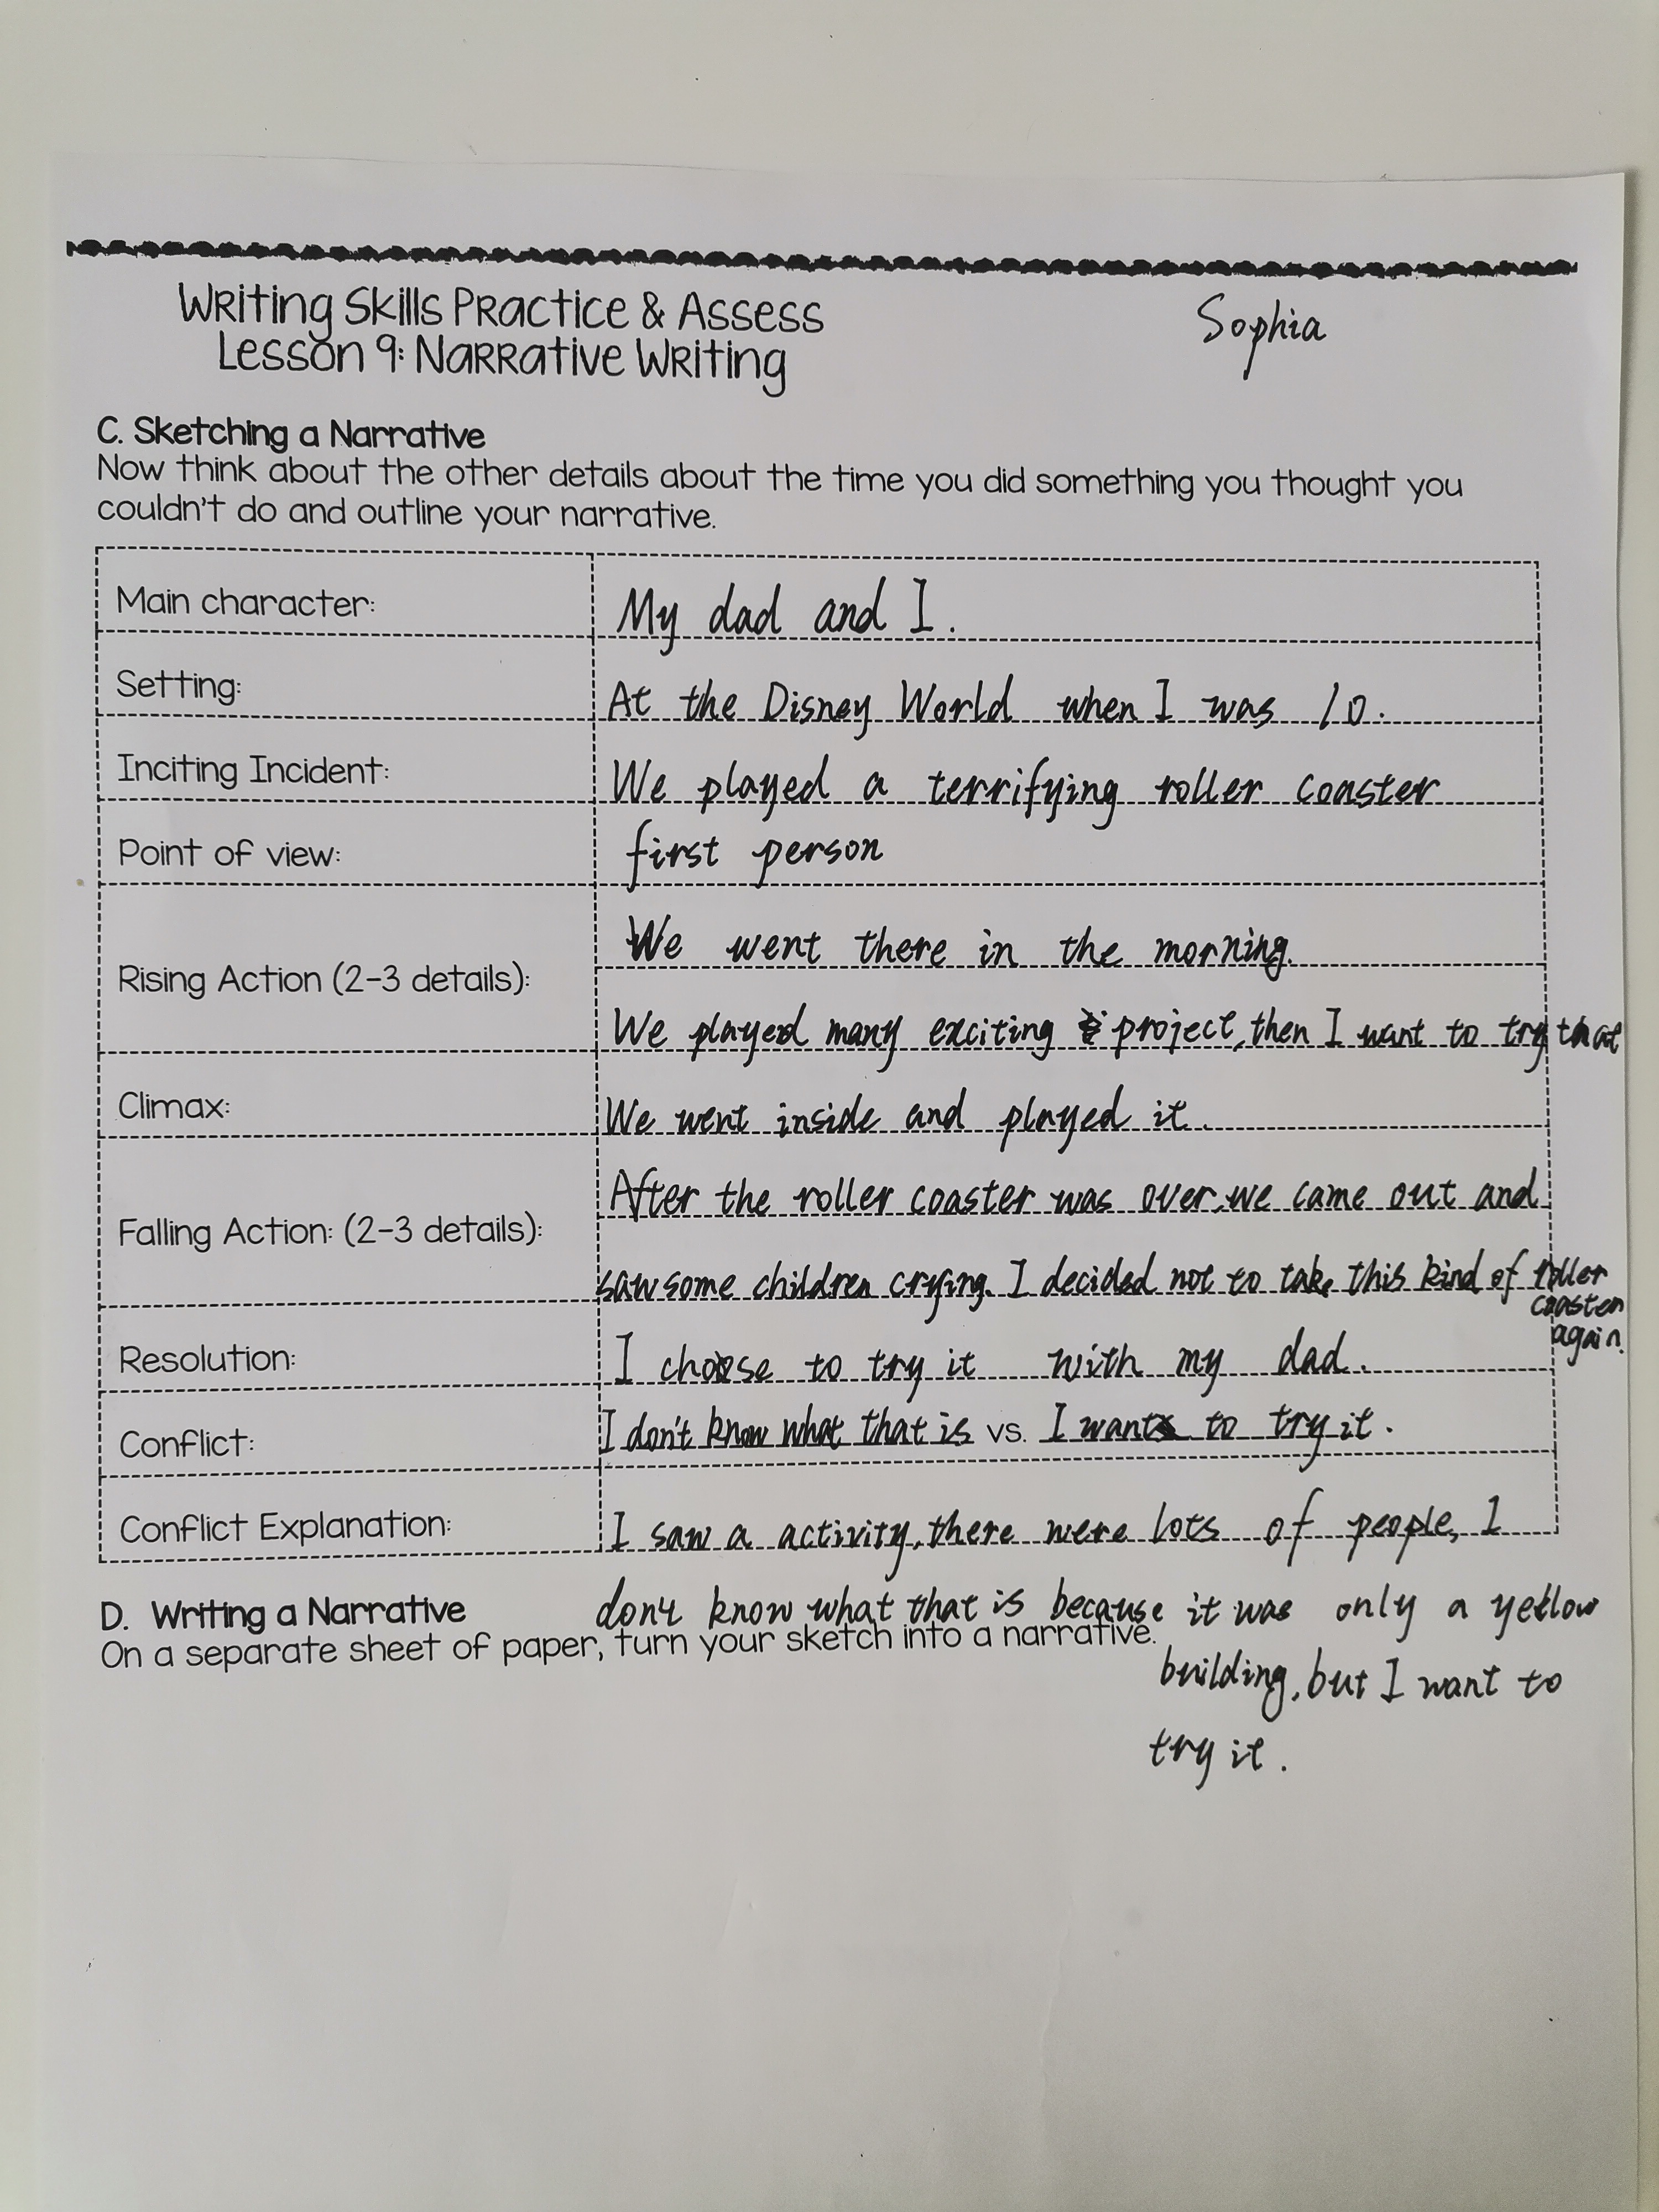 Writing Skills Practice & Assess
Sophia
Lesson 9: Narrative Writing
C. Sketching a Narrative
Now think about the other details about the time you did something you thought you
couldn't do and outline your narrative.
Main character: My dad and I.
Setting: At the Disney World when I was 10.
Inciting Incident: We played a terrifying roller coaster
Point of view: first person
Rising Action (2-3 details): We went there in the morning.
We played many exciting project, then I want to try that
Climax: We went inside and played it.
Falling Action: (2-3 details): After the roller coaster was over, we came out and
saw some children crying. I decided not to take this kind of roller
coaster
again.
Resolution: I choose to try it with my dad.
Conflict: I don't know what that is vs. I want to try it.
Conflict Explanation: I saw a activity, there were lots of people, I
don't know what that is because it was only a yellow
building, but I want to
try it.
D. Writing a Narrative
On a separate sheet of paper, turn your sketch into a narrative.